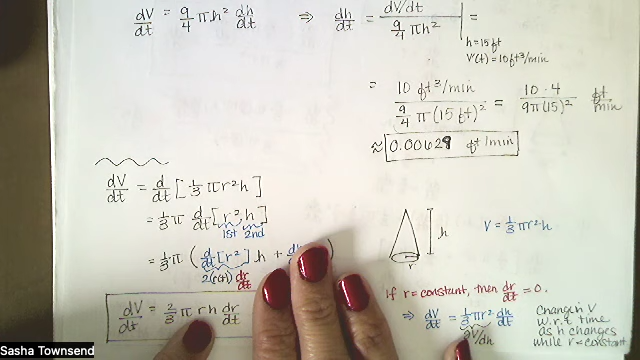 dV/dt = 9/4 πh² dh/dt ⇒ dh/dt = dV/dt / 9/4 πh² | =
h = 15 ft
V'(t) = 10 ft³/min
= 10 ft³/min / 9/4 π(15 ft)² = 10·4 / 9π(15)² ft/min
≈ 0.00629 ft/min
dV/dt = d/dt [1/3 πr²h]
= 1/3 π d/dt [r², h]
1st 2nd
= 1/3 π (d/dt [r²] h +
2(r(t)) dr/dt
dV/dt = 2/3 π r h dr/dt
h
r
V = 1/3 πr²h
if r = constant, then dr/dt = 0.
⇒ dV/dt = 1/3 πr² dh/dt
∂V/∂h
change in V
w.r.t. time
as h changes
while r = constant
Sasha Townsend